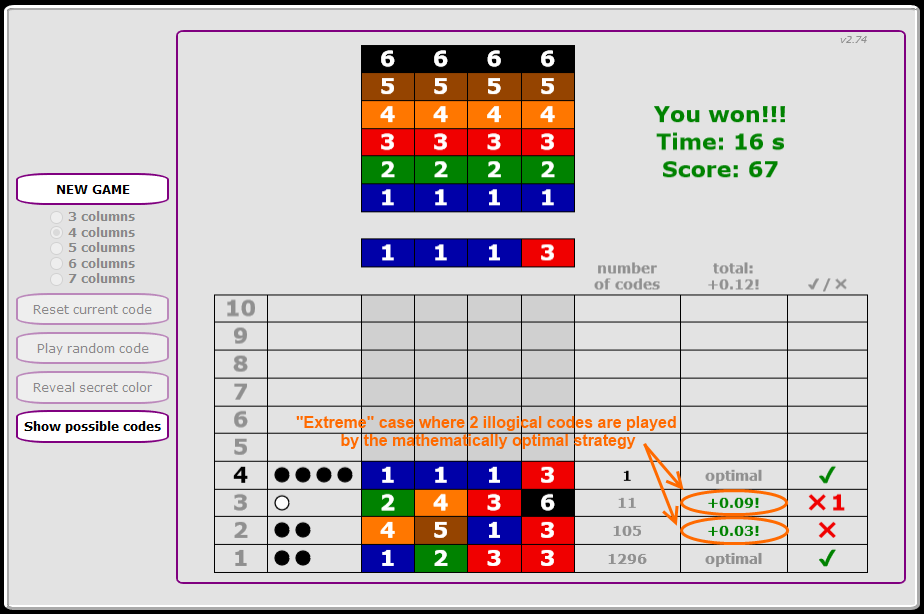 v2.74
6 6 6 6
5 5 5 5
4 4 4 4
3 3 3 3
2 2 2 2
1 1 1 1
You won!!!
Time: 16 s
Score: 67
NEW GAME
3 columns
4 columns
5 columns
6 columns
7 columns
Reset current code
Play random code
Reveal secret color
Show possible codes
1 1 1 3
number
of codes
total:
+0.12!
✓ / ×
10
9
8
7
6
5
"Extreme" case where 2 illogical codes are played
by the mathematically optimal strategy
4 1 1 1 3 1 optimal ✓
3 2 4 3 6 11 +0.09! × 1
2 4 5 1 3 105 +0.03! ×
1 1 2 3 3 1296 optimal ✓